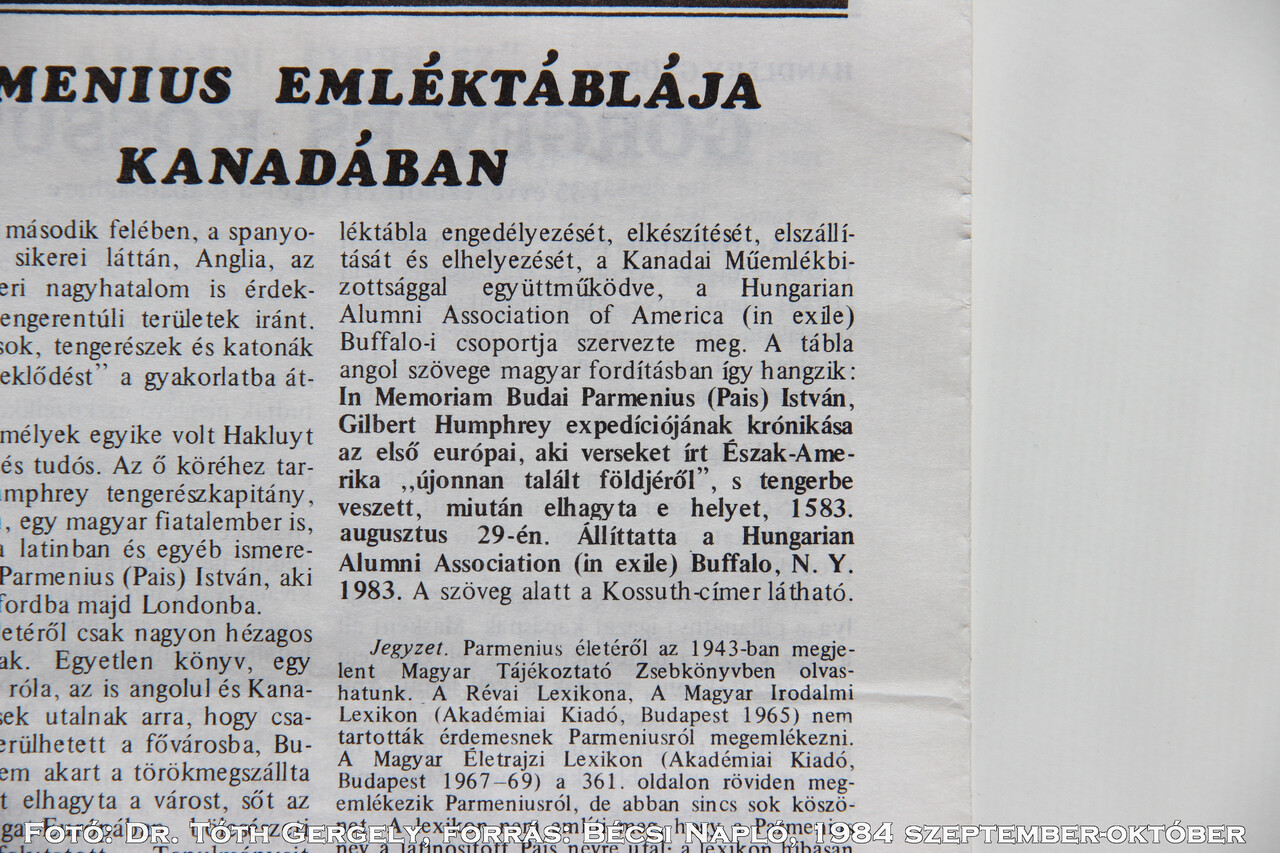 MENIUS EMLÉKTÁBLÁJA
KANADÁBAN
második felében, a spanyo-
sikerei láttán, Anglia, az
eri nagyhatalom is érdek-
engerentúli területek iránt.
sok, tengerészek és katonák
eklődést” a gyakorlatba át-
mélyek egyike volt Hakluyt
és tudós. Az ő köréhez tar-
mphrey tengerészkapitány,
, egy magyar fiatalember is,
latinban és egyéb ismere-
Parmenius (Pais) István, aki
fordba majd Londonba.
etéről csak nagyon hézagos
ak. Egyetlen könyv, egy
róla, az is angolul és Kana-
sek utalnak arra, hogy csa-
erülhetett a fővárosba, Bu-
em akart a törökmegszállta
t elhagyta a várost, sőt az
léktábla engedélyezését, elkészítését, elszállí-
tását és elhelyezését, a Kanadai Műemlékbi-
zottsággal együttműködve, a Hungarian
Alumni Association of America (in exile)
Buffalo-i csoportja szervezte meg. A tábla
angol szövege magyar fordításban így hangzik:
In Memoriam Budai Parmenius (Pais) István,
Gilbert Humphrey expedíciójának krónikása
az első európai, aki verseket írt Észak-Ame-
rika ,,újonnan talált földjéről”, s tengerbe
veszett, miután elhagyta e helyet, 1583.
augusztus 29-én. Állíttatta a Hungarian
Alumni Association (in exile) Buffalo, N. Y.
1983. A szöveg alatt a Kossuth-címer látható.
Jegyzet. Parmenius életéről az 1943-ban megje-
lent Magyar Tájékoztató Zsebkönyvben olvas-
hatunk. A Révai Lexikona, A Magyar Irodalmi
Lexikon (Akadémiai Kiadó, Budapest 1965) nem
tartották érdemesnek Parmeniusról megemlékezni.
A Magyar Életrajzi Lexikon (Akadémiai Kiadó,
Budapest 1967–69) a 361. oldalon röviden meg-
emlékezik Parmeniusról, de abban sincs sok köszö-
Fotó: Dr. Tóth Gergely, forrás: Bécsi Napló, 1984 szeptember-október